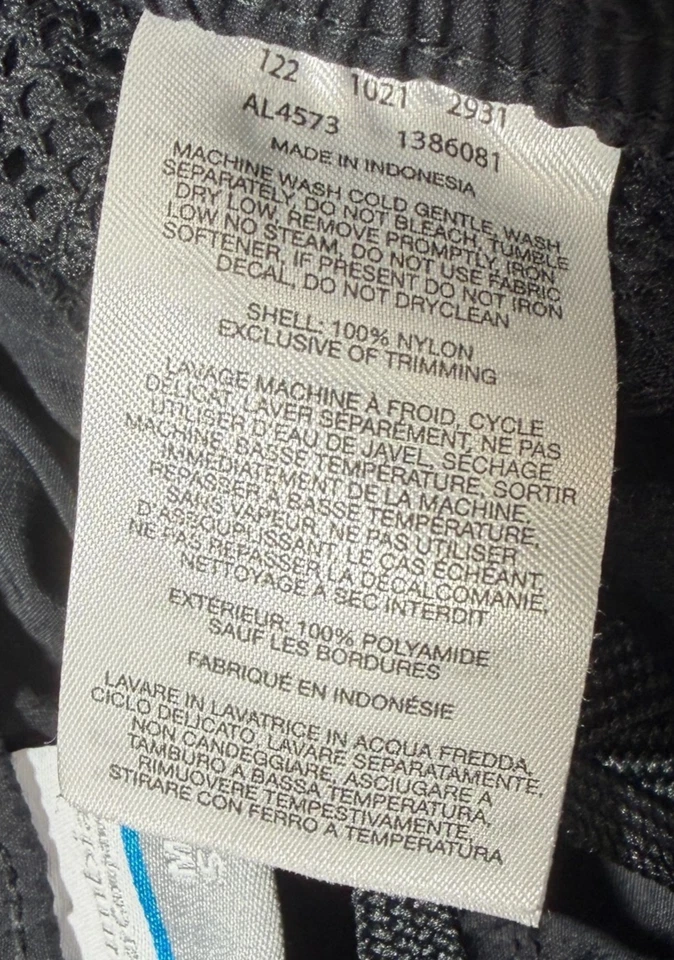 122 1021 2931
AL4573 1386081
MADE IN INDONESIA
MACHINE WASH COLD GENTLE, WASH
SEPARATELY, DO NOT BLEACH, TUMBLE
DRY LOW, REMOVE PROMPTLY, IRON
LOW NO STEAM, DO NOT USE FABRIC
SOFTENER, IF PRESENT DO NOT IRON
DECAL, DO NOT DRYCLEAN
SHELL: 100% NYLON
EXCLUSIVE OF TRIMMING
LAVAGE MACHINE À FROID, CYCLE
DÉLICAT, LAVER SÉPARÉMENT, NE PAS
UTILISER D'EAU DE JAVEL, SÉCHAGE
MACHINE, BASSE TEMPÉRATURE, SORTIR
IMMÉDIATEMENT DE LA MACHINE,
REPASSER À BASSE TEMPÉRATURE,
SANS VAPEUR, NE PAS UTILISER
D'ASSOUPLISSANT, LE CAS ÉCHÉANT,
NE PAS REPASSER LA DÉCALCOMANIE,
NETTOYAGE À SEC INTERDIT
EXTÉRIEUR: 100% POLYAMIDE
SAUF LES BORDURES
FABRIQUÉ EN INDONÉSIE
LAVARE IN LAVATRICE IN ACQUA FREDDA,
CICLO DELICATO, LAVARE SEPARATAMENTE,
NON CANDEGGIARE, ASCIUGARE A
TAMBURO A BASSA TEMPERATURA,
RIMUOVERE TEMPESTIVAMENTE,
STIRARE CON FERRO A TEMPERATURA